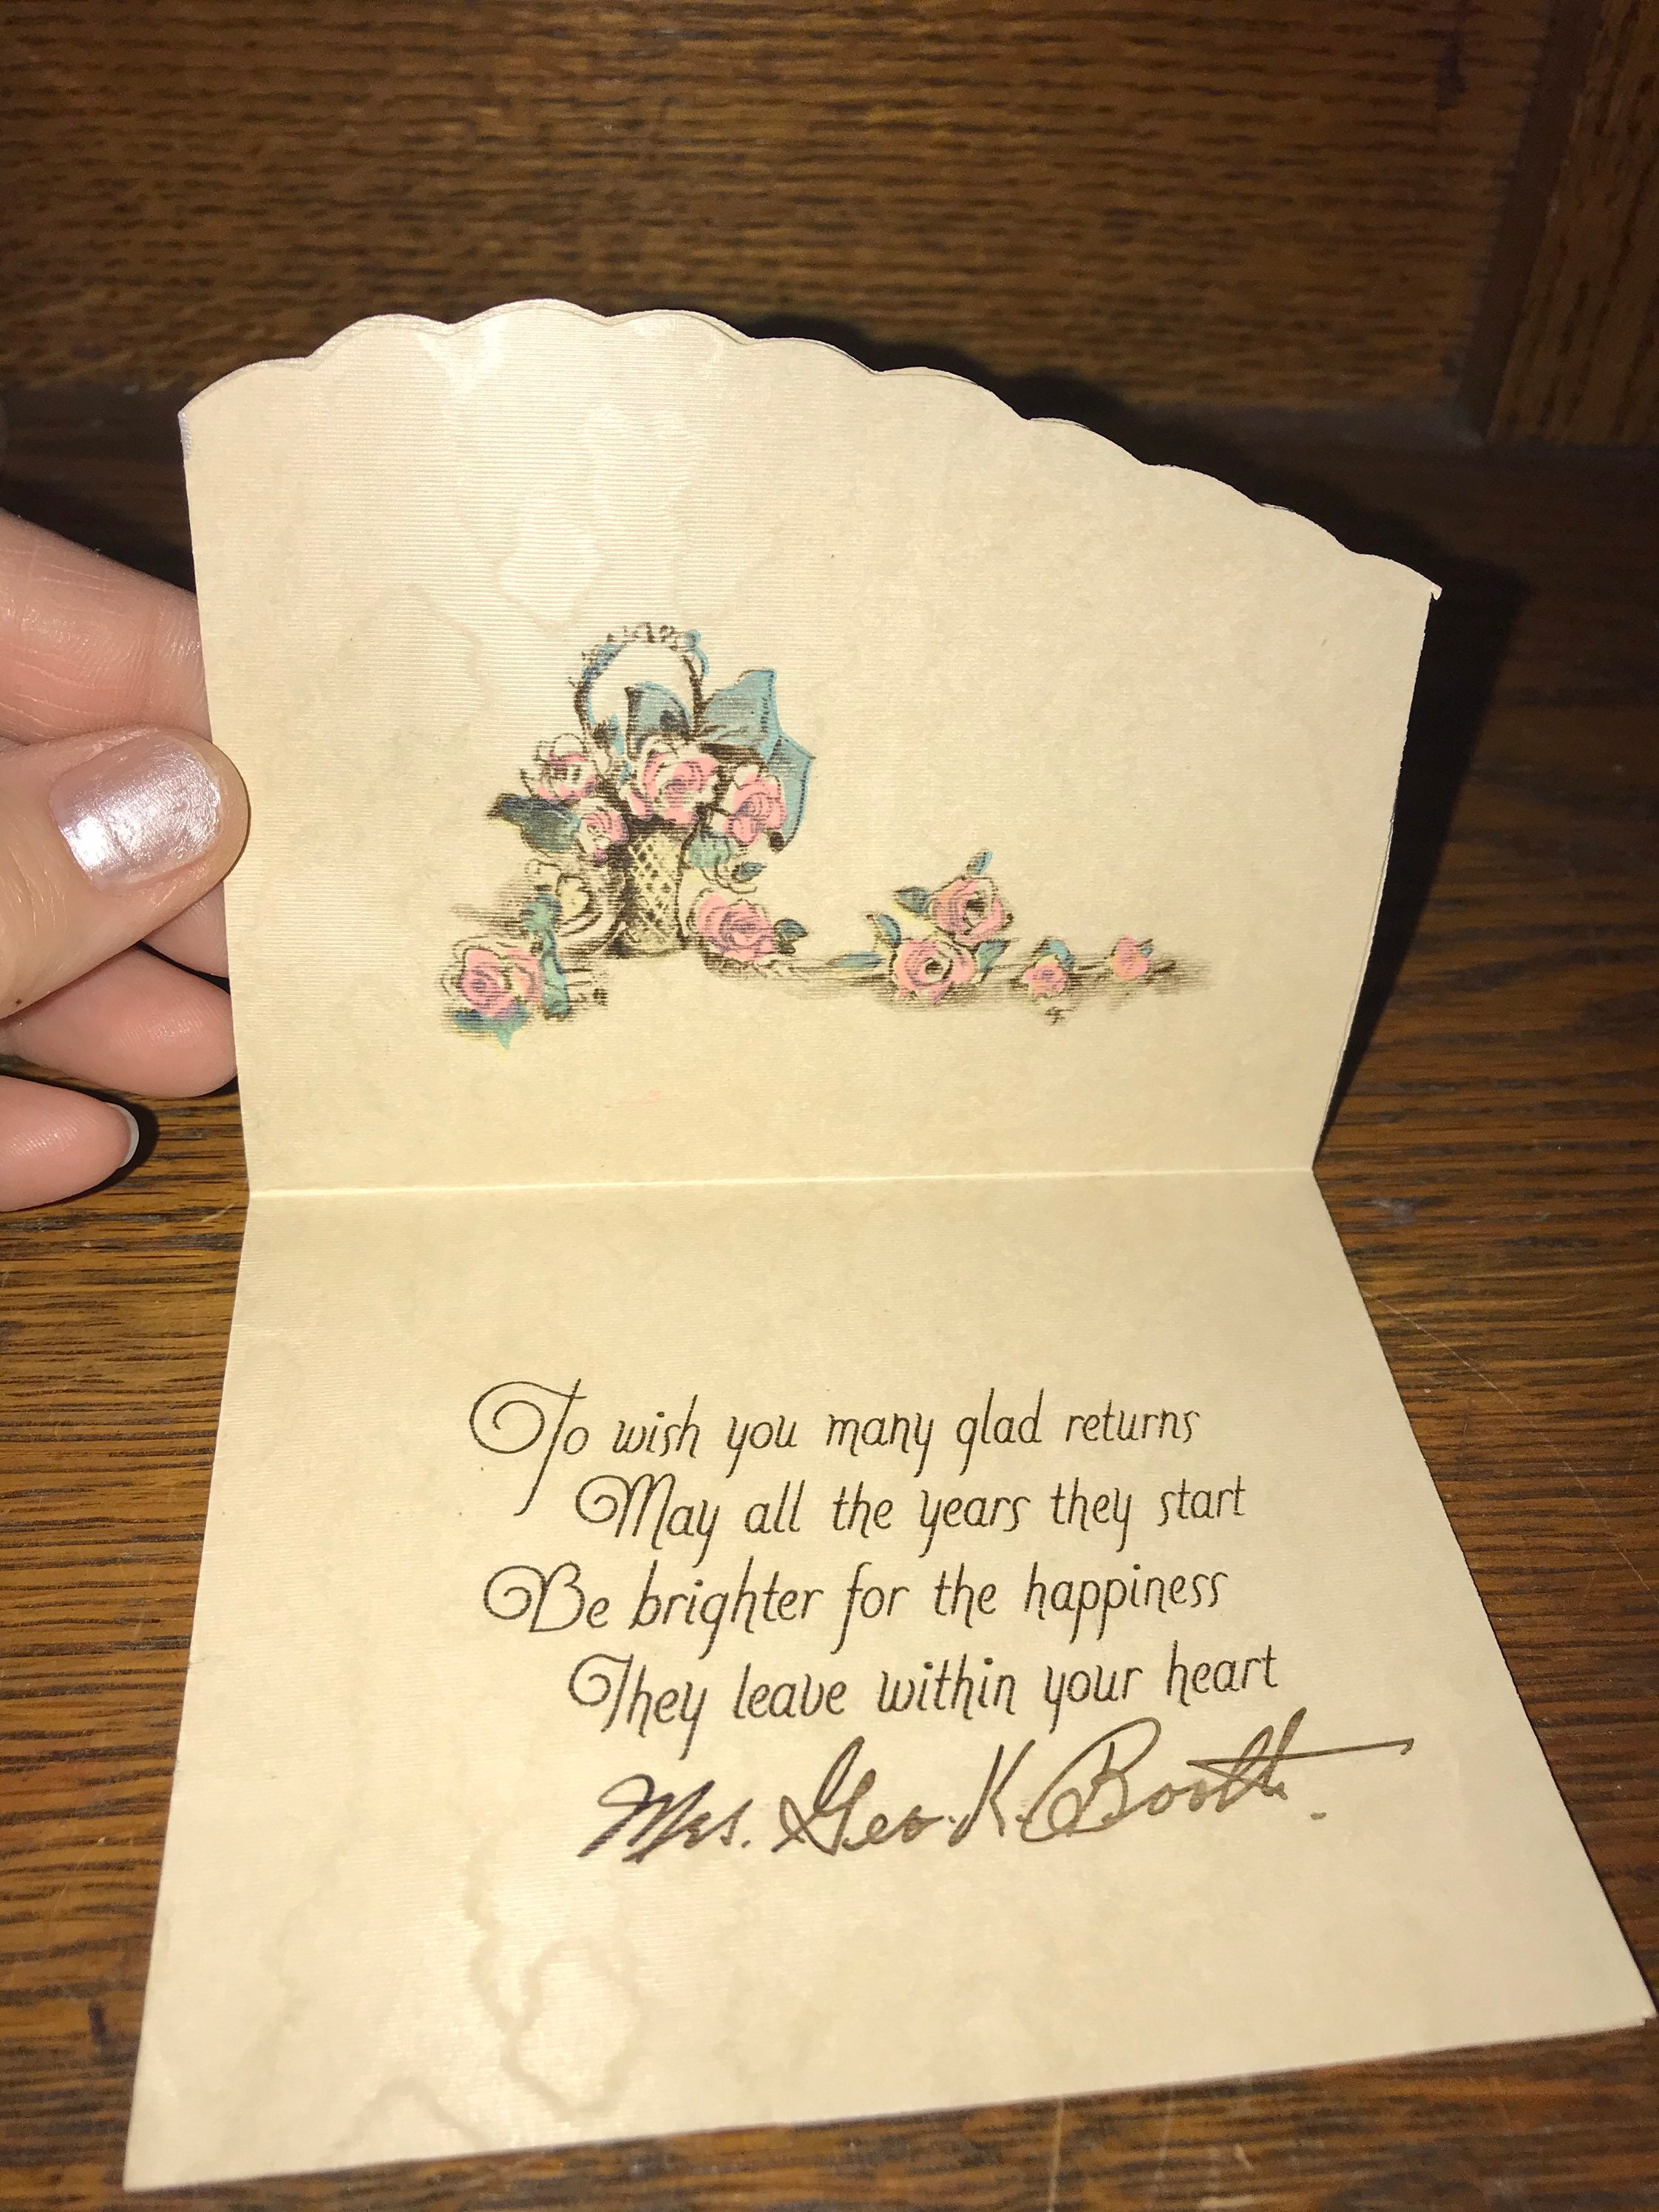 To wish you many glad returns
May all the years they start
Be brighter for the happiness
They leave within your heart
Mrs. Geo. K. Booth.